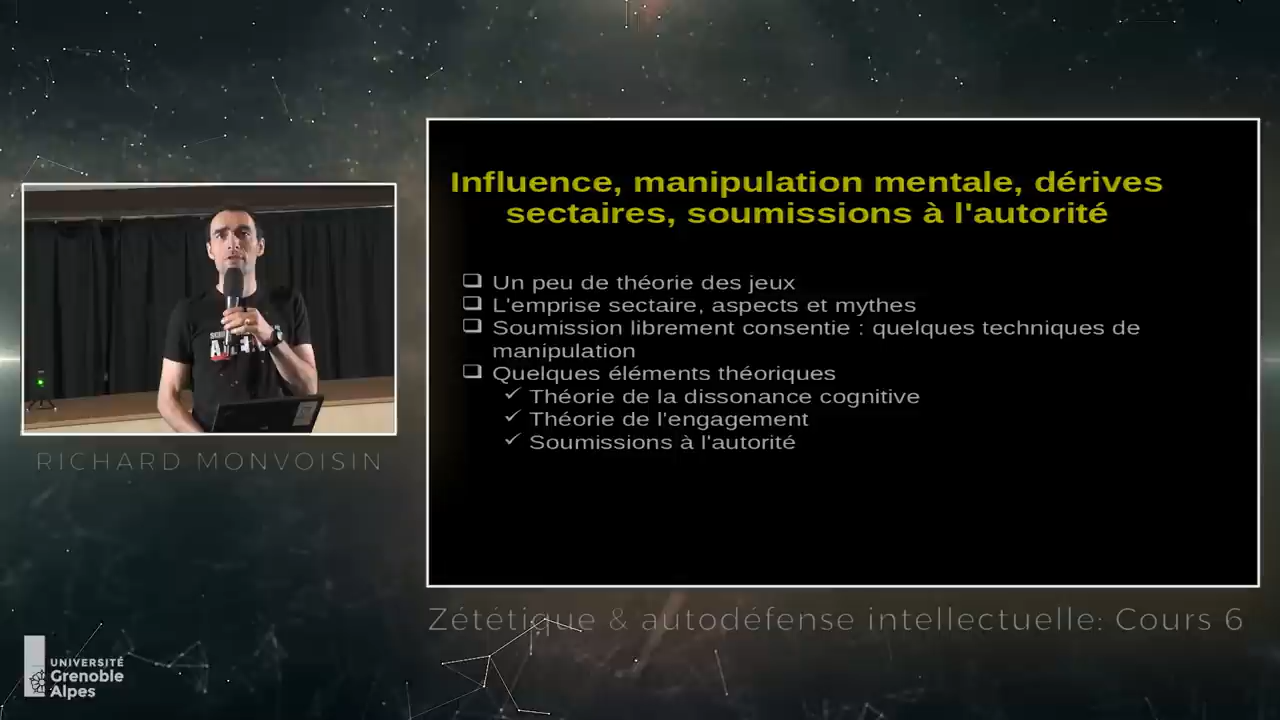 Influence, manipulation mentale, dérives
sectaires, soumissions à l'autorité
Un peu de théorie des jeux
L'emprise sectaire, aspects et mythes
Soumission librement consentie : quelques techniques de
manipulation
Quelques éléments théoriques
Théorie de la dissonance cognitive
Théorie de l'engagement
Soumissions à l'autorité
RICHARD MONVOISIN
Zététique & autodéfense intellectuelle: Cours 6
UNIVERSITÉ
Grenoble
Alpes